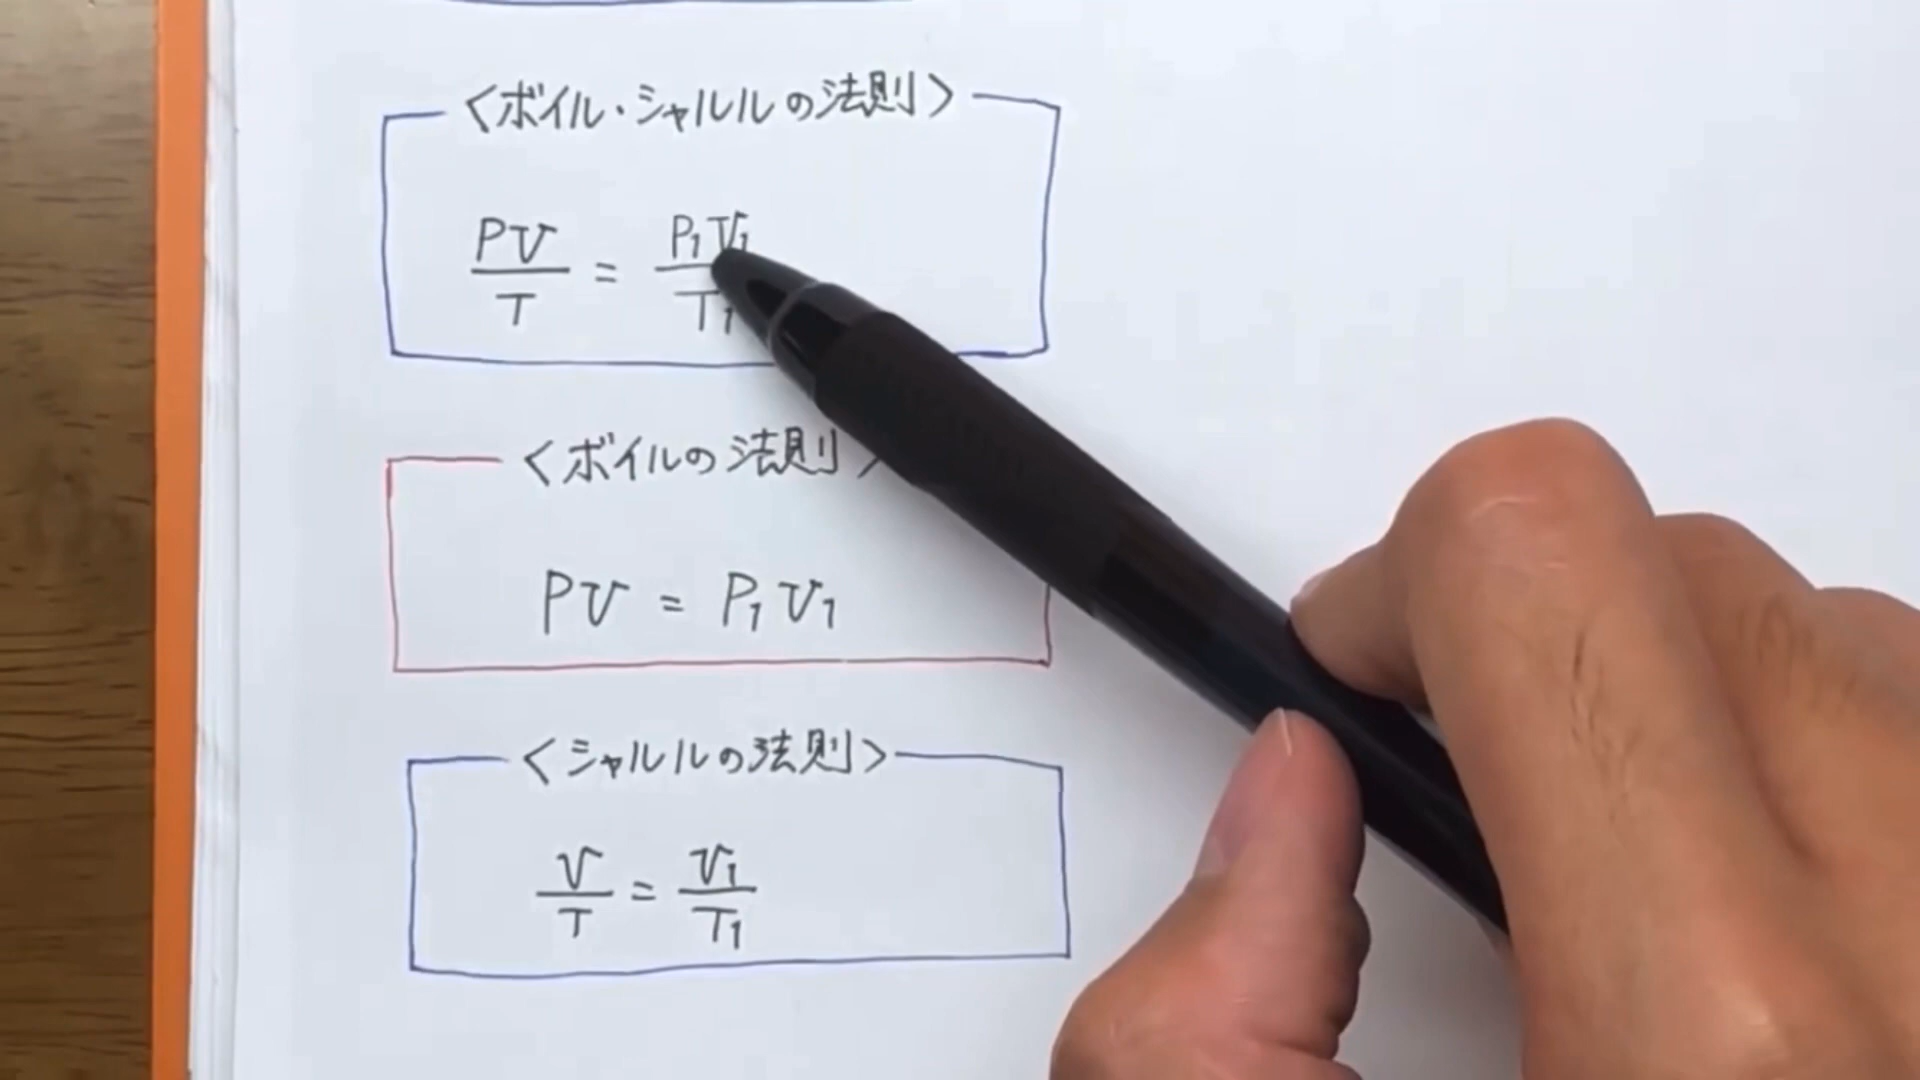 <ボイル・シャルルの法則>
PV/T = P₁V₁/T₁
<ボイルの法則>
PV = P₁V₁
<シャルルの法則>
V/T = V₁/T₁